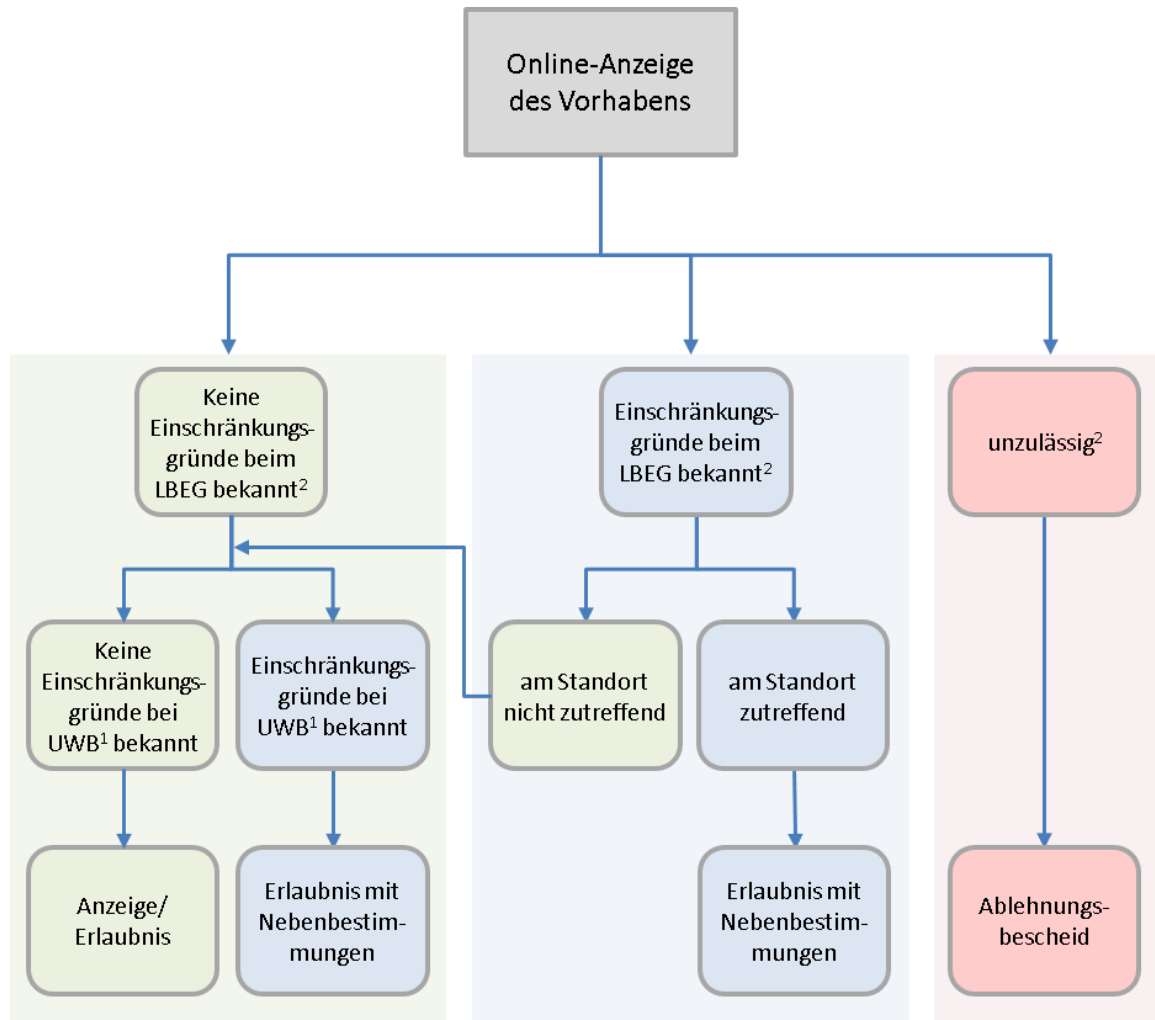 Online-Anzeige
des Vorhabens
Keine
Einschränkungs-
gründe beim
LBEG bekannt²
Einschränkungs-
gründe beim
LBEG bekannt²
unzulässig²
Keine
Einschränkungs-
gründe bei
UWB¹ bekannt
Einschränkungs-
gründe bei
UWB¹ bekannt
am Standort
nicht zutreffend
am Standort
zutreffend
Anzeige/
Erlaubnis
Erlaubnis mit
Nebenbestim-
mungen
Erlaubnis mit
Nebenbestim-
mungen
Ablehnungs-
bescheid